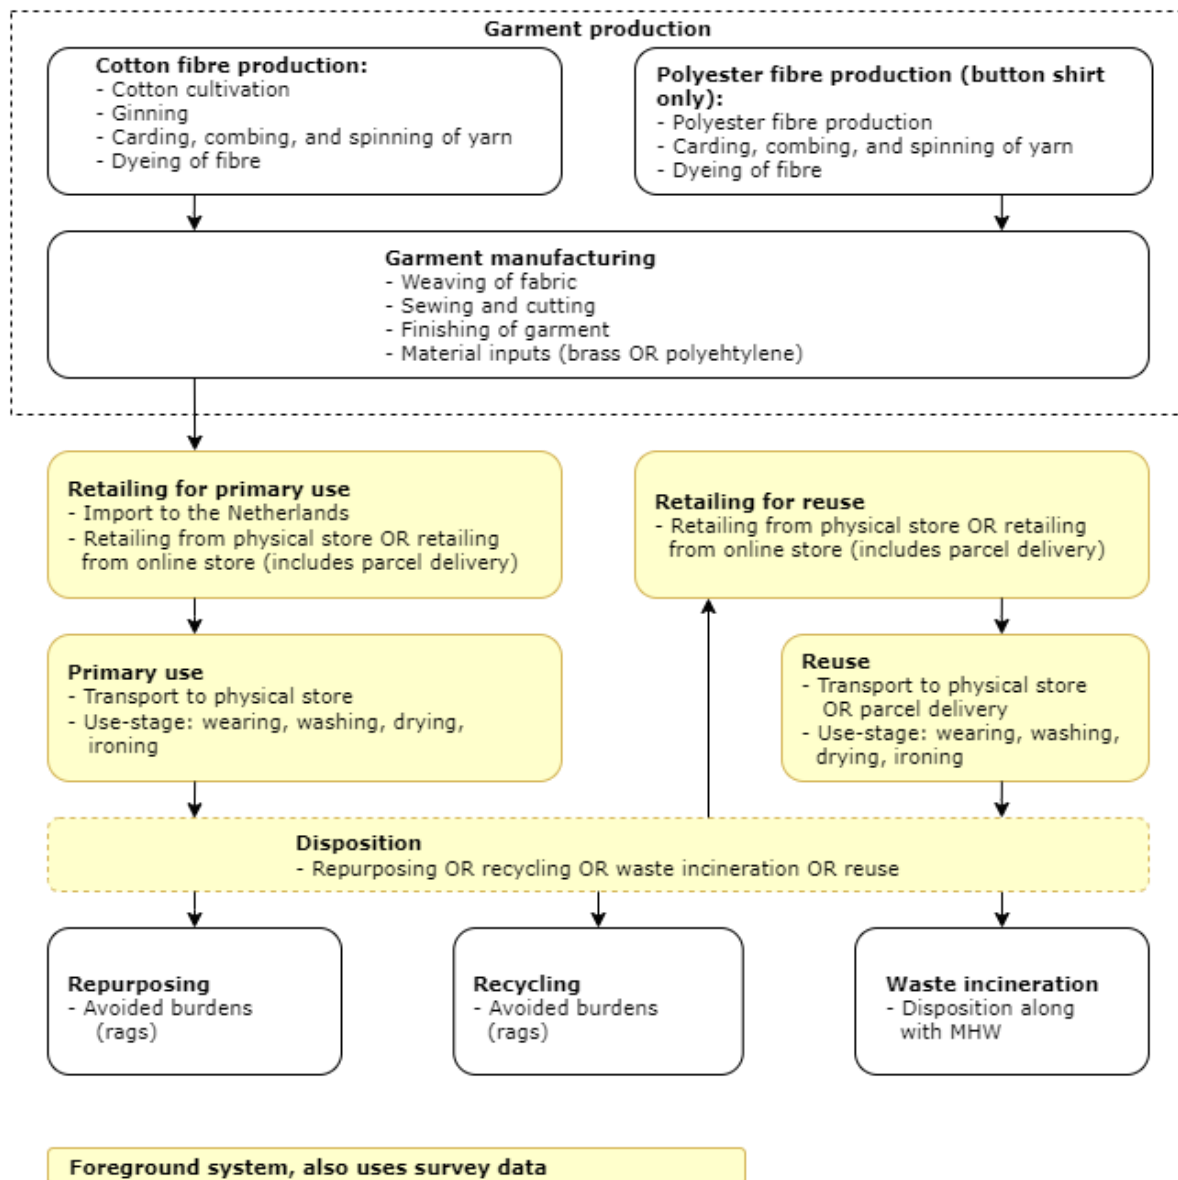 Garment production
Cotton fibre production:
- Cotton cultivation
- Ginning
- Carding, combing, and spinning of yarn
- Dyeing of fibre
Polyester fibre production (button shirt
only):
- Polyester fibre production
- Carding, combing, and spinning of yarn
- Dyeing of fibre
Garment manufacturing
- Weaving of fabric
- Sewing and cutting
- Finishing of garment
- Material inputs (brass OR polyehtylene)
Retailing for primary use
- Import to the Netherlands
- Retailing from physical store OR retailing
from online store (includes parcel delivery)
Retailing for reuse
- Retailing from physical store OR retailing
from online store (includes parcel delivery)
Primary use
- Transport to physical store
- Use-stage: wearing, washing, drying,
ironing
Reuse
- Transport to physical store
OR parcel delivery
- Use-stage: wearing, washing,
drying, ironing
Disposition
- Repurposing OR recycling OR waste incineration OR reuse
Repurposing
- Avoided burdens
(rags)
Recycling
- Avoided burdens
(rags)
Waste incineration
- Disposition along
with MHW
Foreground system, also uses survey data